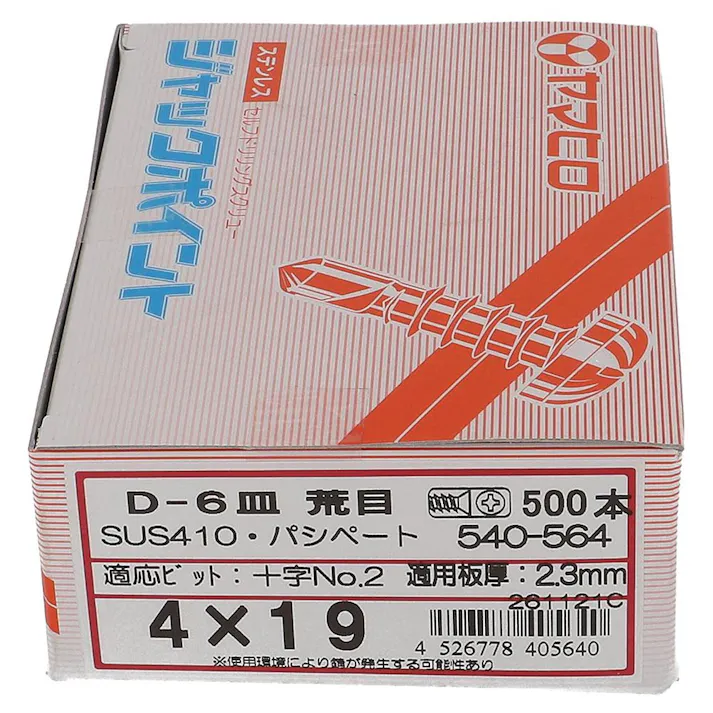 ヤマヒロ
ステンレス セルフドリリングスクリュー
ジャックポイント
D-6皿 荒目 500本
SUS410・パシペート 540-564
適応ビット:十字No.2 適用板厚:2.3mm
261121C
4×19
4 526778 405640
※使用環境により錆が発生する可能性あり